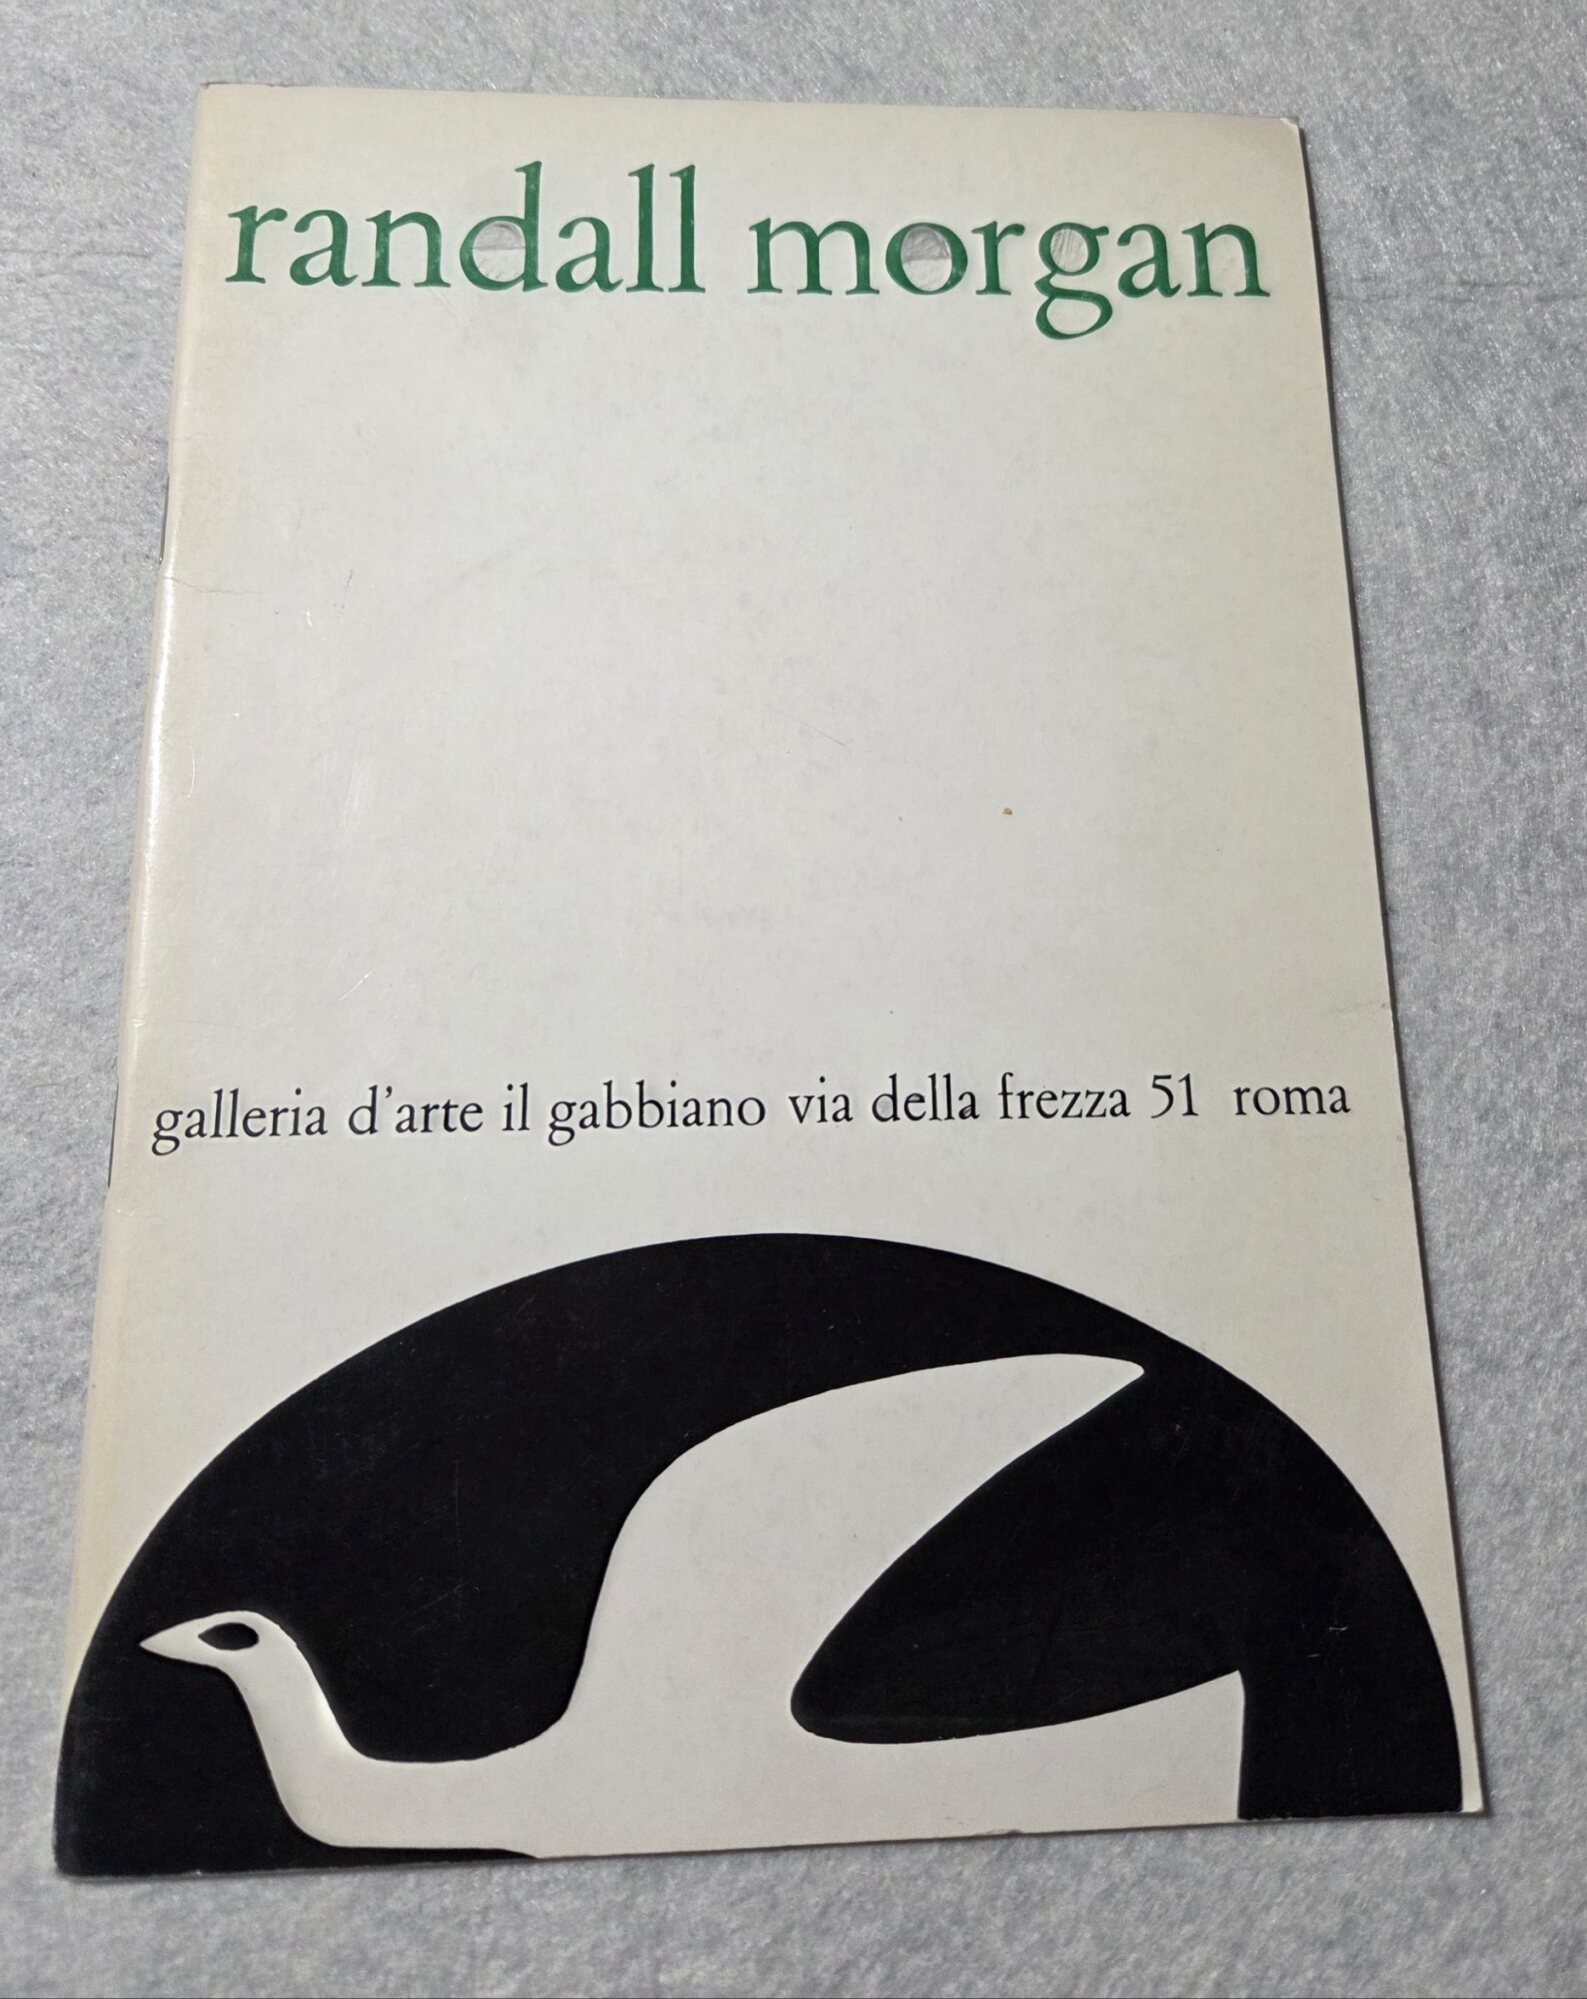 randall morgan
galleria d'arte il gabbiano via della frezza 51 roma